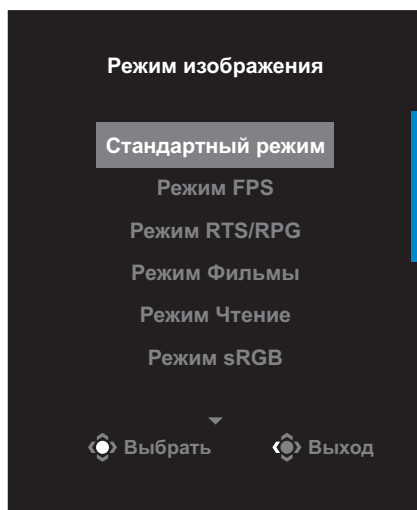 Режим изображения
Стандартный режим
Режим FPS
Режим RTS/RPG
Режим Фильмы
Режим Чтение
Режим sRGB
Выбрать Выход